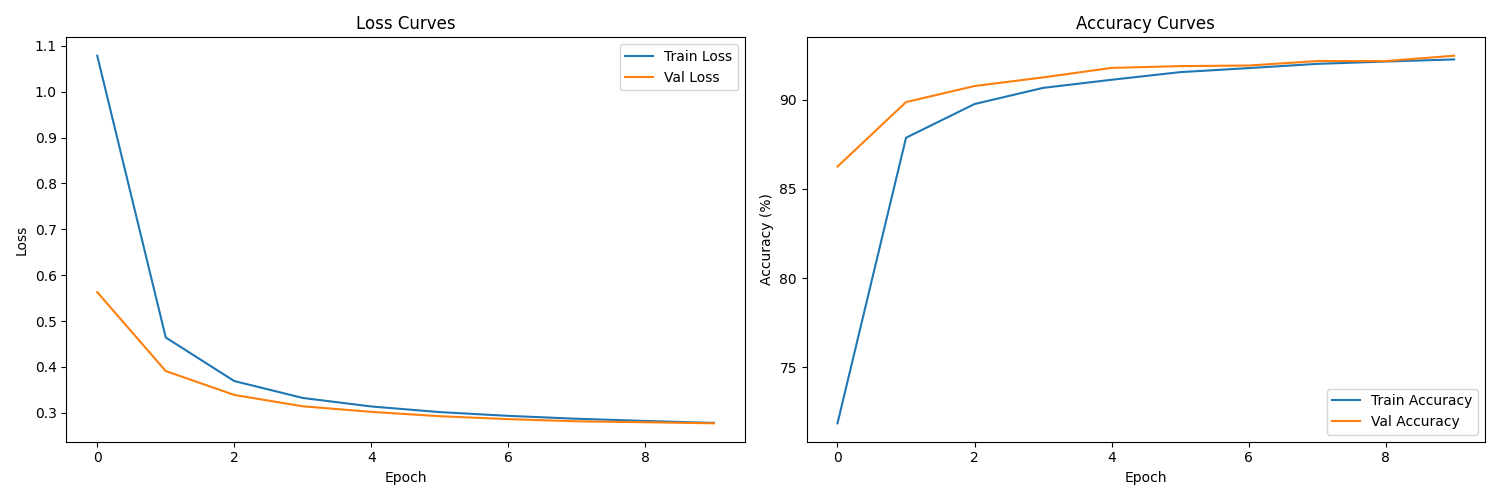 Loss Curves
1.1
1.0
0.9
0.8
0.7
0.6
0.5
0.4
0.3
Loss
0 2 4 6 8
Epoch
Train Loss
Val Loss
Accuracy Curves
90
85
80
75
Accuracy (%)
0 2 4 6 8
Epoch
Train Accuracy
Val Accuracy